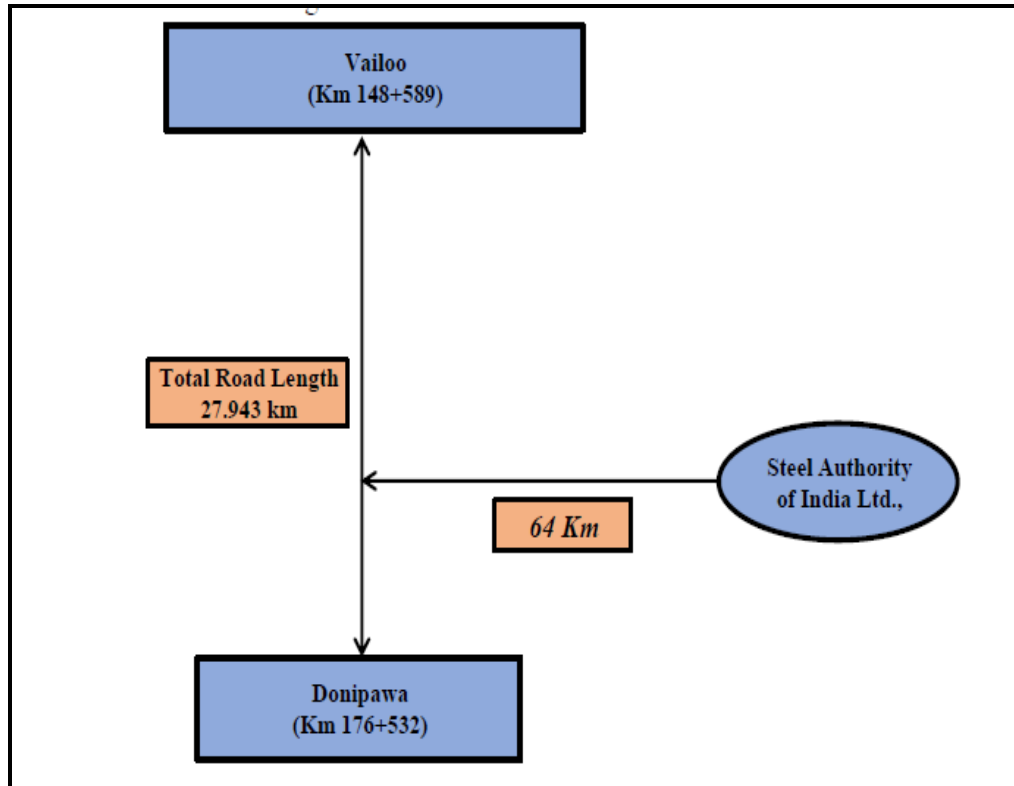 Vailoo
(Km 148+589)
Total Road Length
27.943 km
Steel Authority
of India Ltd.,
64 Km
Donipawa
(Km 176+532)